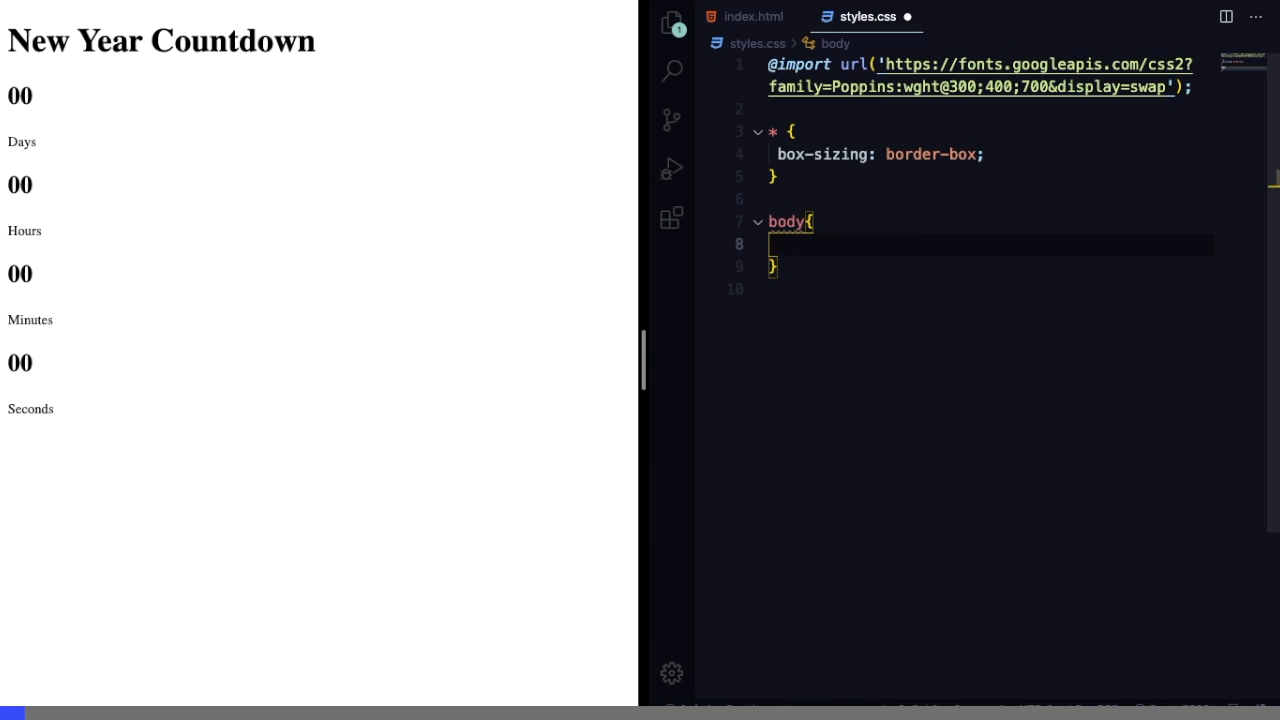 New Year Countdown
00
Days
00
Hours
00
Minutes
00
Seconds
1
index.html
styles.css
styles.css > body
1 @import url('https://fonts.googleapis.com/css2?
family=Poppins:wght@300;400;700&display=swap');
2
3 * {
4 box-sizing: border-box;
5 }
6
7 body{
8
9 }
10